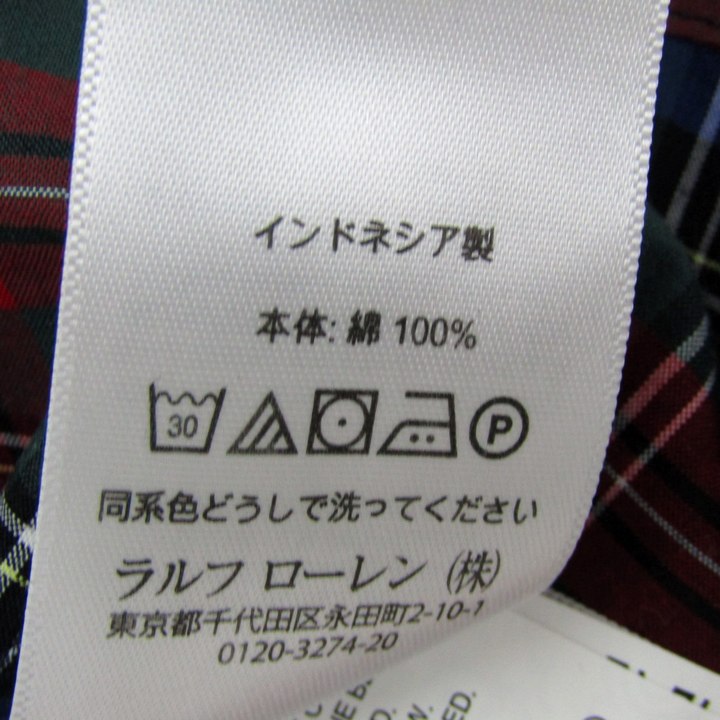 インドネシア製
本体: 綿 100%
30 P
同系色どうしで洗ってください
ラルフ ローレン (株)
東京都千代田区永田町2-10-1
0120-3274-20